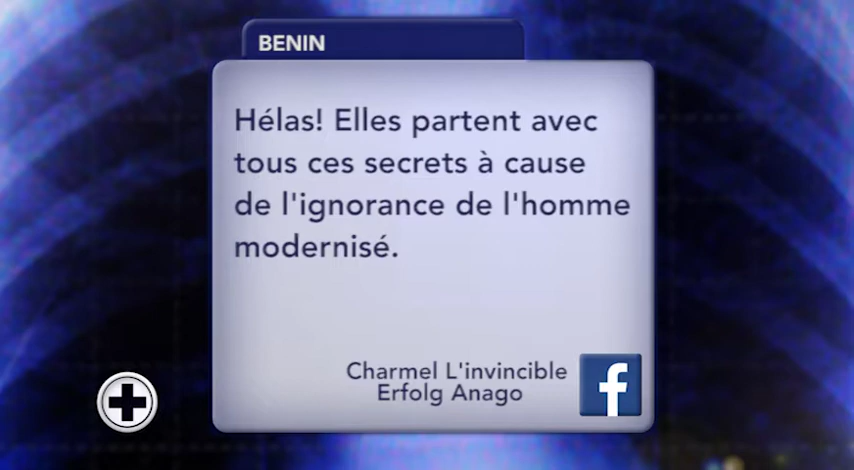 BENIN
Hélas! Elles partent avec
tous ces secrets à cause
de l'ignorance de l'homme
modernisé.
Charmel L'invincible
Erfolg Anago
f